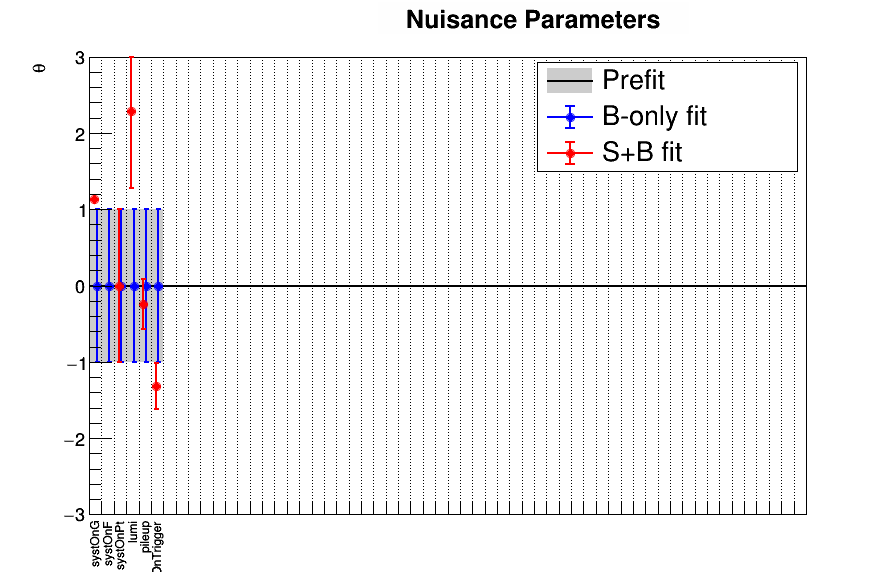 Nuisance Parameters
θ
3
2
1
0
−1
−2
−3
Prefit
B-only fit
S+B fit
systOnG
systOnF
systOnPt
lumi
pileup
OnTrigger